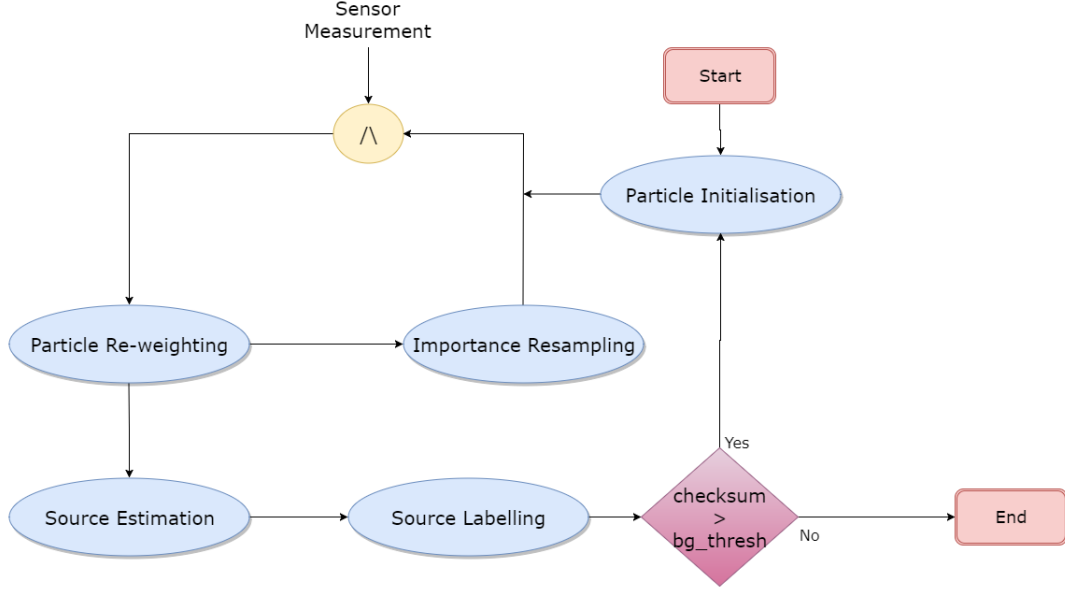 Sensor
Measurement
Start
/\
Particle Initialisation
Particle Re-weighting
Importance Resampling
Yes
checksum
>
bg_thresh
Source Estimation
Source Labelling
No
End